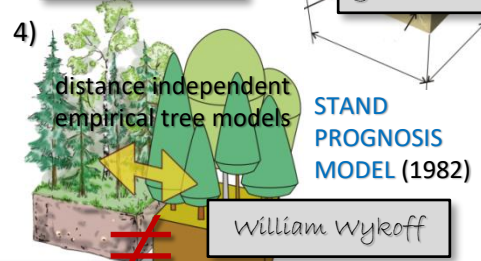 4)
distance independent
empirical tree models
STAND
PROGNOSIS
MODEL (1982)
William Wykoff
≠